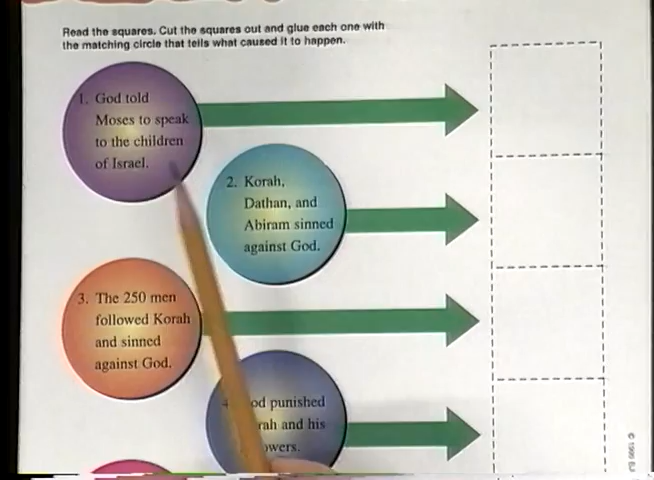 Read the squares. Cut the squares out and glue each one with
the matching circle that tells what caused it to happen.
1. God told
Moses to speak
to the children
of Israel.
2. Korah,
Dathan, and
Abiram sinned
against God.
3. The 250 men
followed Korah
and sinned
against God.
4. punished
and his